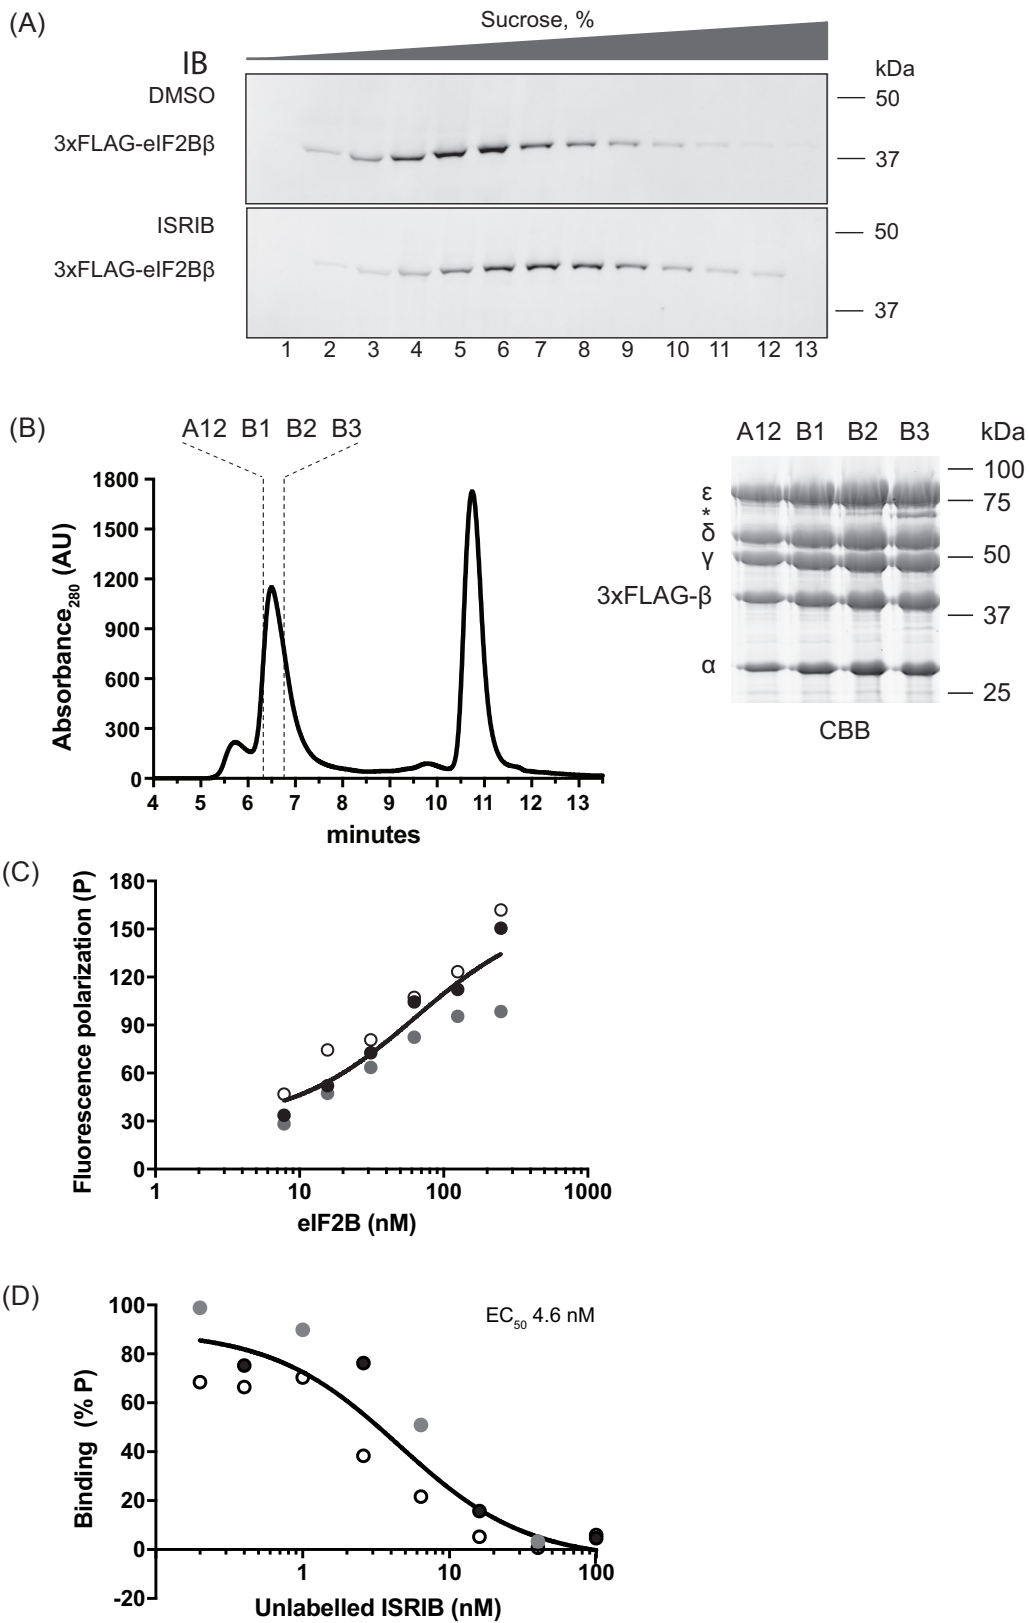 (A)
Sucrose, %
IB
kDa
DMSO
50
3xFLAG-eIF2Bβ
37
ISRIB
50
3xFLAG-eIF2Bβ
37
1 2 3 4 5 6 7 8 9 10 11 12 13
(B)
A12 B1 B2 B3
A12 B1 B2 B3 kDa
1800
1500
1200
900
600
300
0
Absorbance280 (AU)
4 5 6 7 8 9 10 11 12 13
minutes
100
ε
75
*
δ
γ
50
3xFLAG-β
37
α
25
CBB
(C)
Fluorescence polarization (P)
180
150
120
90
60
30
0
1 10 100 1000
eIF2B (nM)
(D)
Binding (% P)
100
80
60
40
20
0
-20
EC50 4.6 nM
1 10 100
Unlabelled ISRIB (nM)